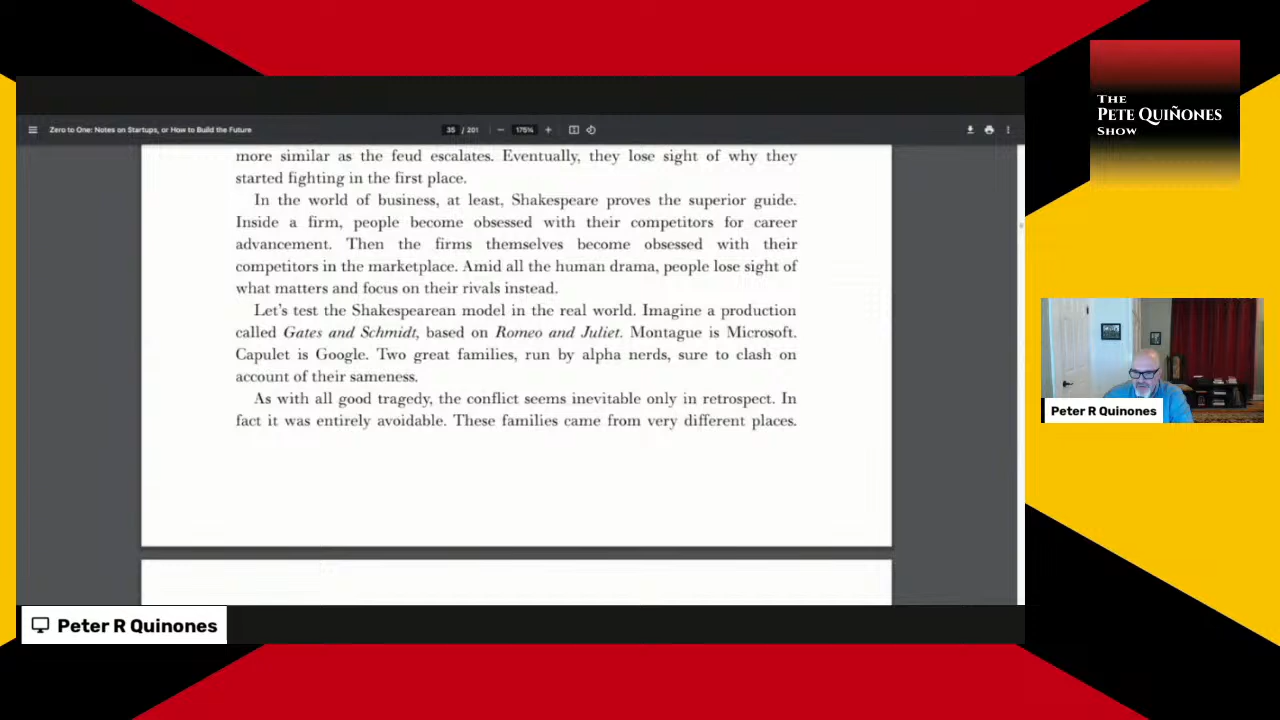 THE
PETE QUIÑONES
SHOW
Zero to One: Notes on Startups, or How to Build the Future
35 / 201
175%
more similar as the feud escalates. Eventually, they lose sight of why they
started fighting in the first place.
In the world of business, at least, Shakespeare proves the superior guide.
Inside a firm, people become obsessed with their competitors for career
advancement. Then the firms themselves become obsessed with their
competitors in the marketplace. Amid all the human drama, people lose sight of
what matters and focus on their rivals instead.
Let's test the Shakespearean model in the real world. Imagine a production
called Gates and Schmidt, based on Romeo and Juliet. Montague is Microsoft.
Capulet is Google. Two great families, run by alpha nerds, sure to clash on
account of their sameness.
As with all good tragedy, the conflict seems inevitable only in retrospect. In
fact it was entirely avoidable. These families came from very different places.
Peter R Quinones
Peter R Quinones